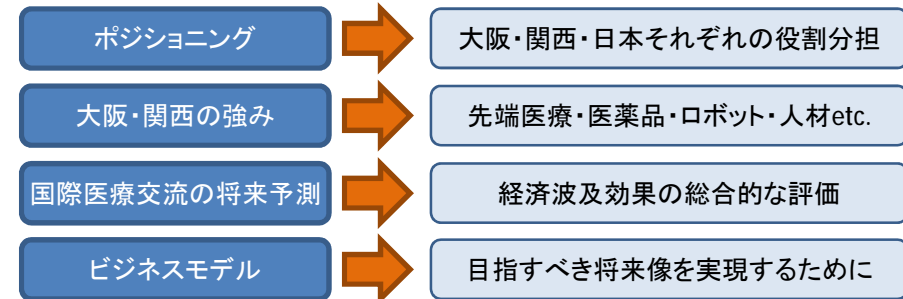 ポジショニング
大阪・関西・日本それぞれの役割分担
大阪・関西の強み
先端医療・医薬品・ロボット・人材etc.
国際医療交流の将来予測
経済波及効果の総合的な評価
ビジネスモデル
目指すべき将来像を実現するために